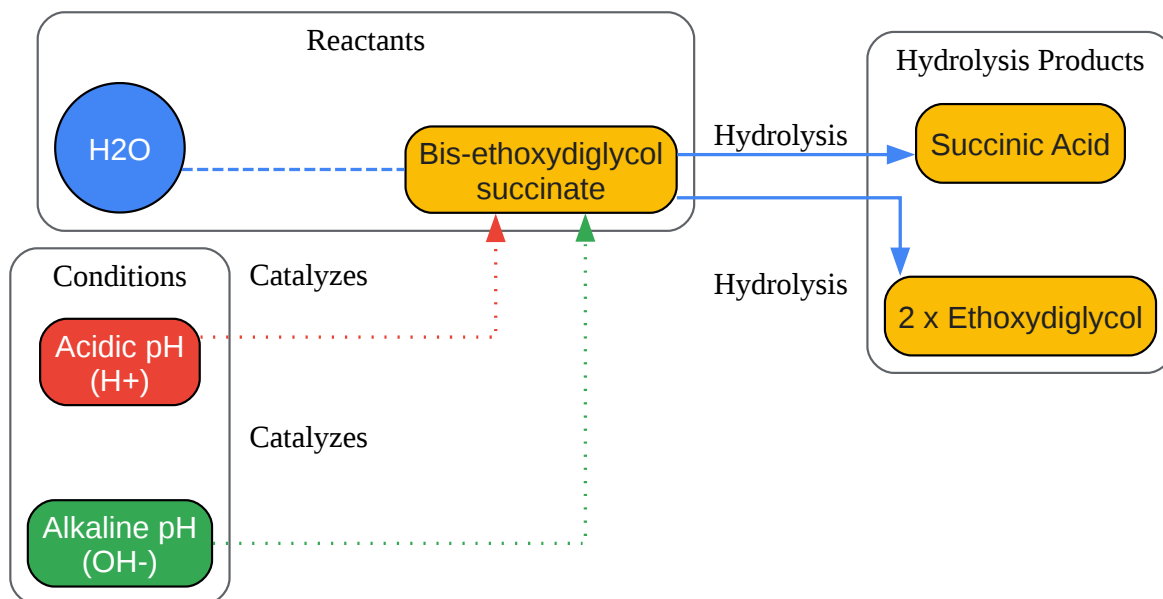 Reactants
Hydrolysis Products
H2O
Bis-ethoxydiglycol
succinate
Hydrolysis
Succinic Acid
Hydrolysis
2 x Ethoxydiglycol
Conditions
Catalyzes
Acidic pH
(H+)
Catalyzes
Alkaline pH
(OH-)